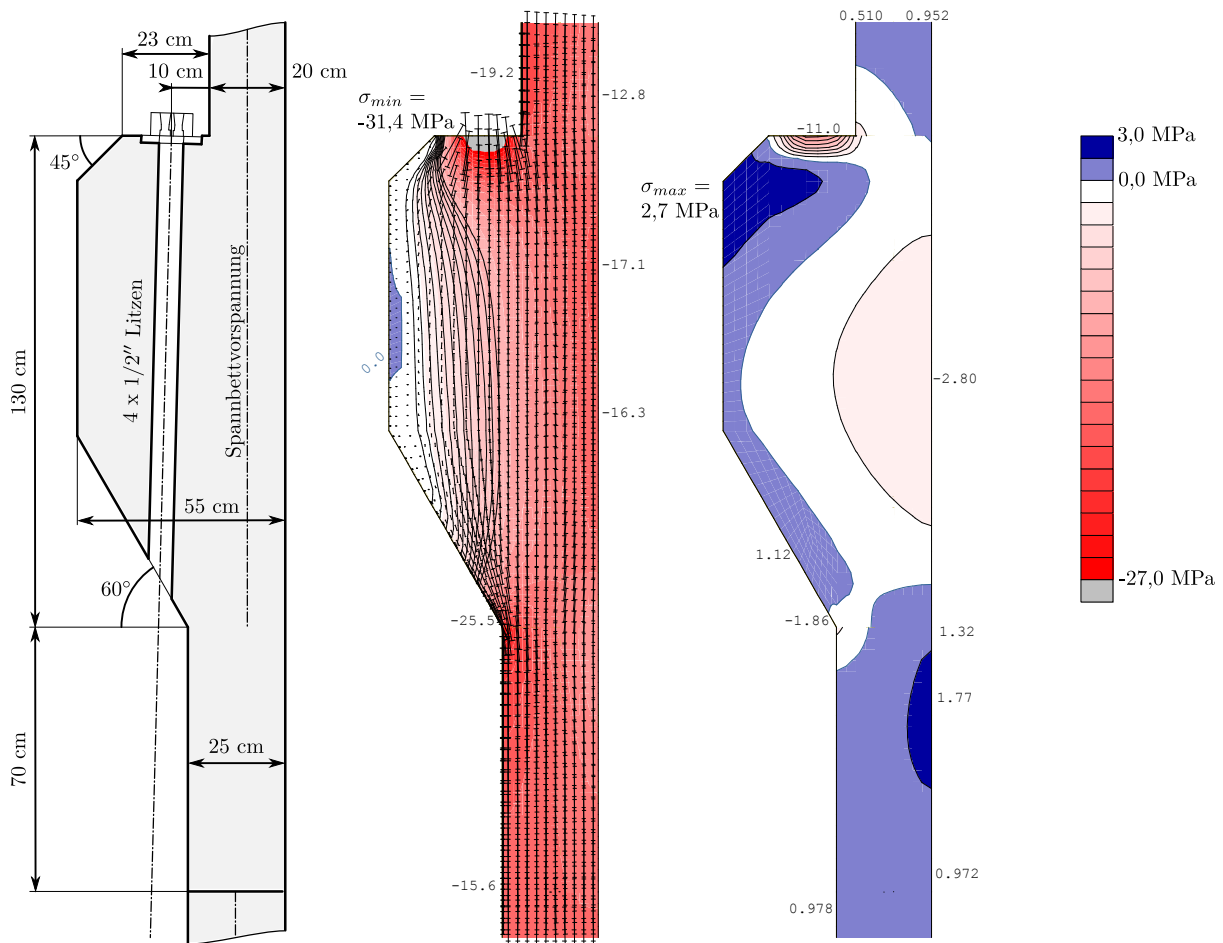 23 cm
10 cm
20 cm
45°
130 cm
4 x 1/2″ Litzen
Spannbettvorspannung
55 cm
60°
25 cm
70 cm
-19.2
σmin =
-31,4 MPa
-12.8
-17.1
0.0
-16.3
-25.5
-15.6
0.510
0.952
-11.0
σmax =
2,7 MPa
-2.80
1.12
-1.86
1.32
1.77
0.972
0.978
3,0 MPa
0,0 MPa
-27,0 MPa